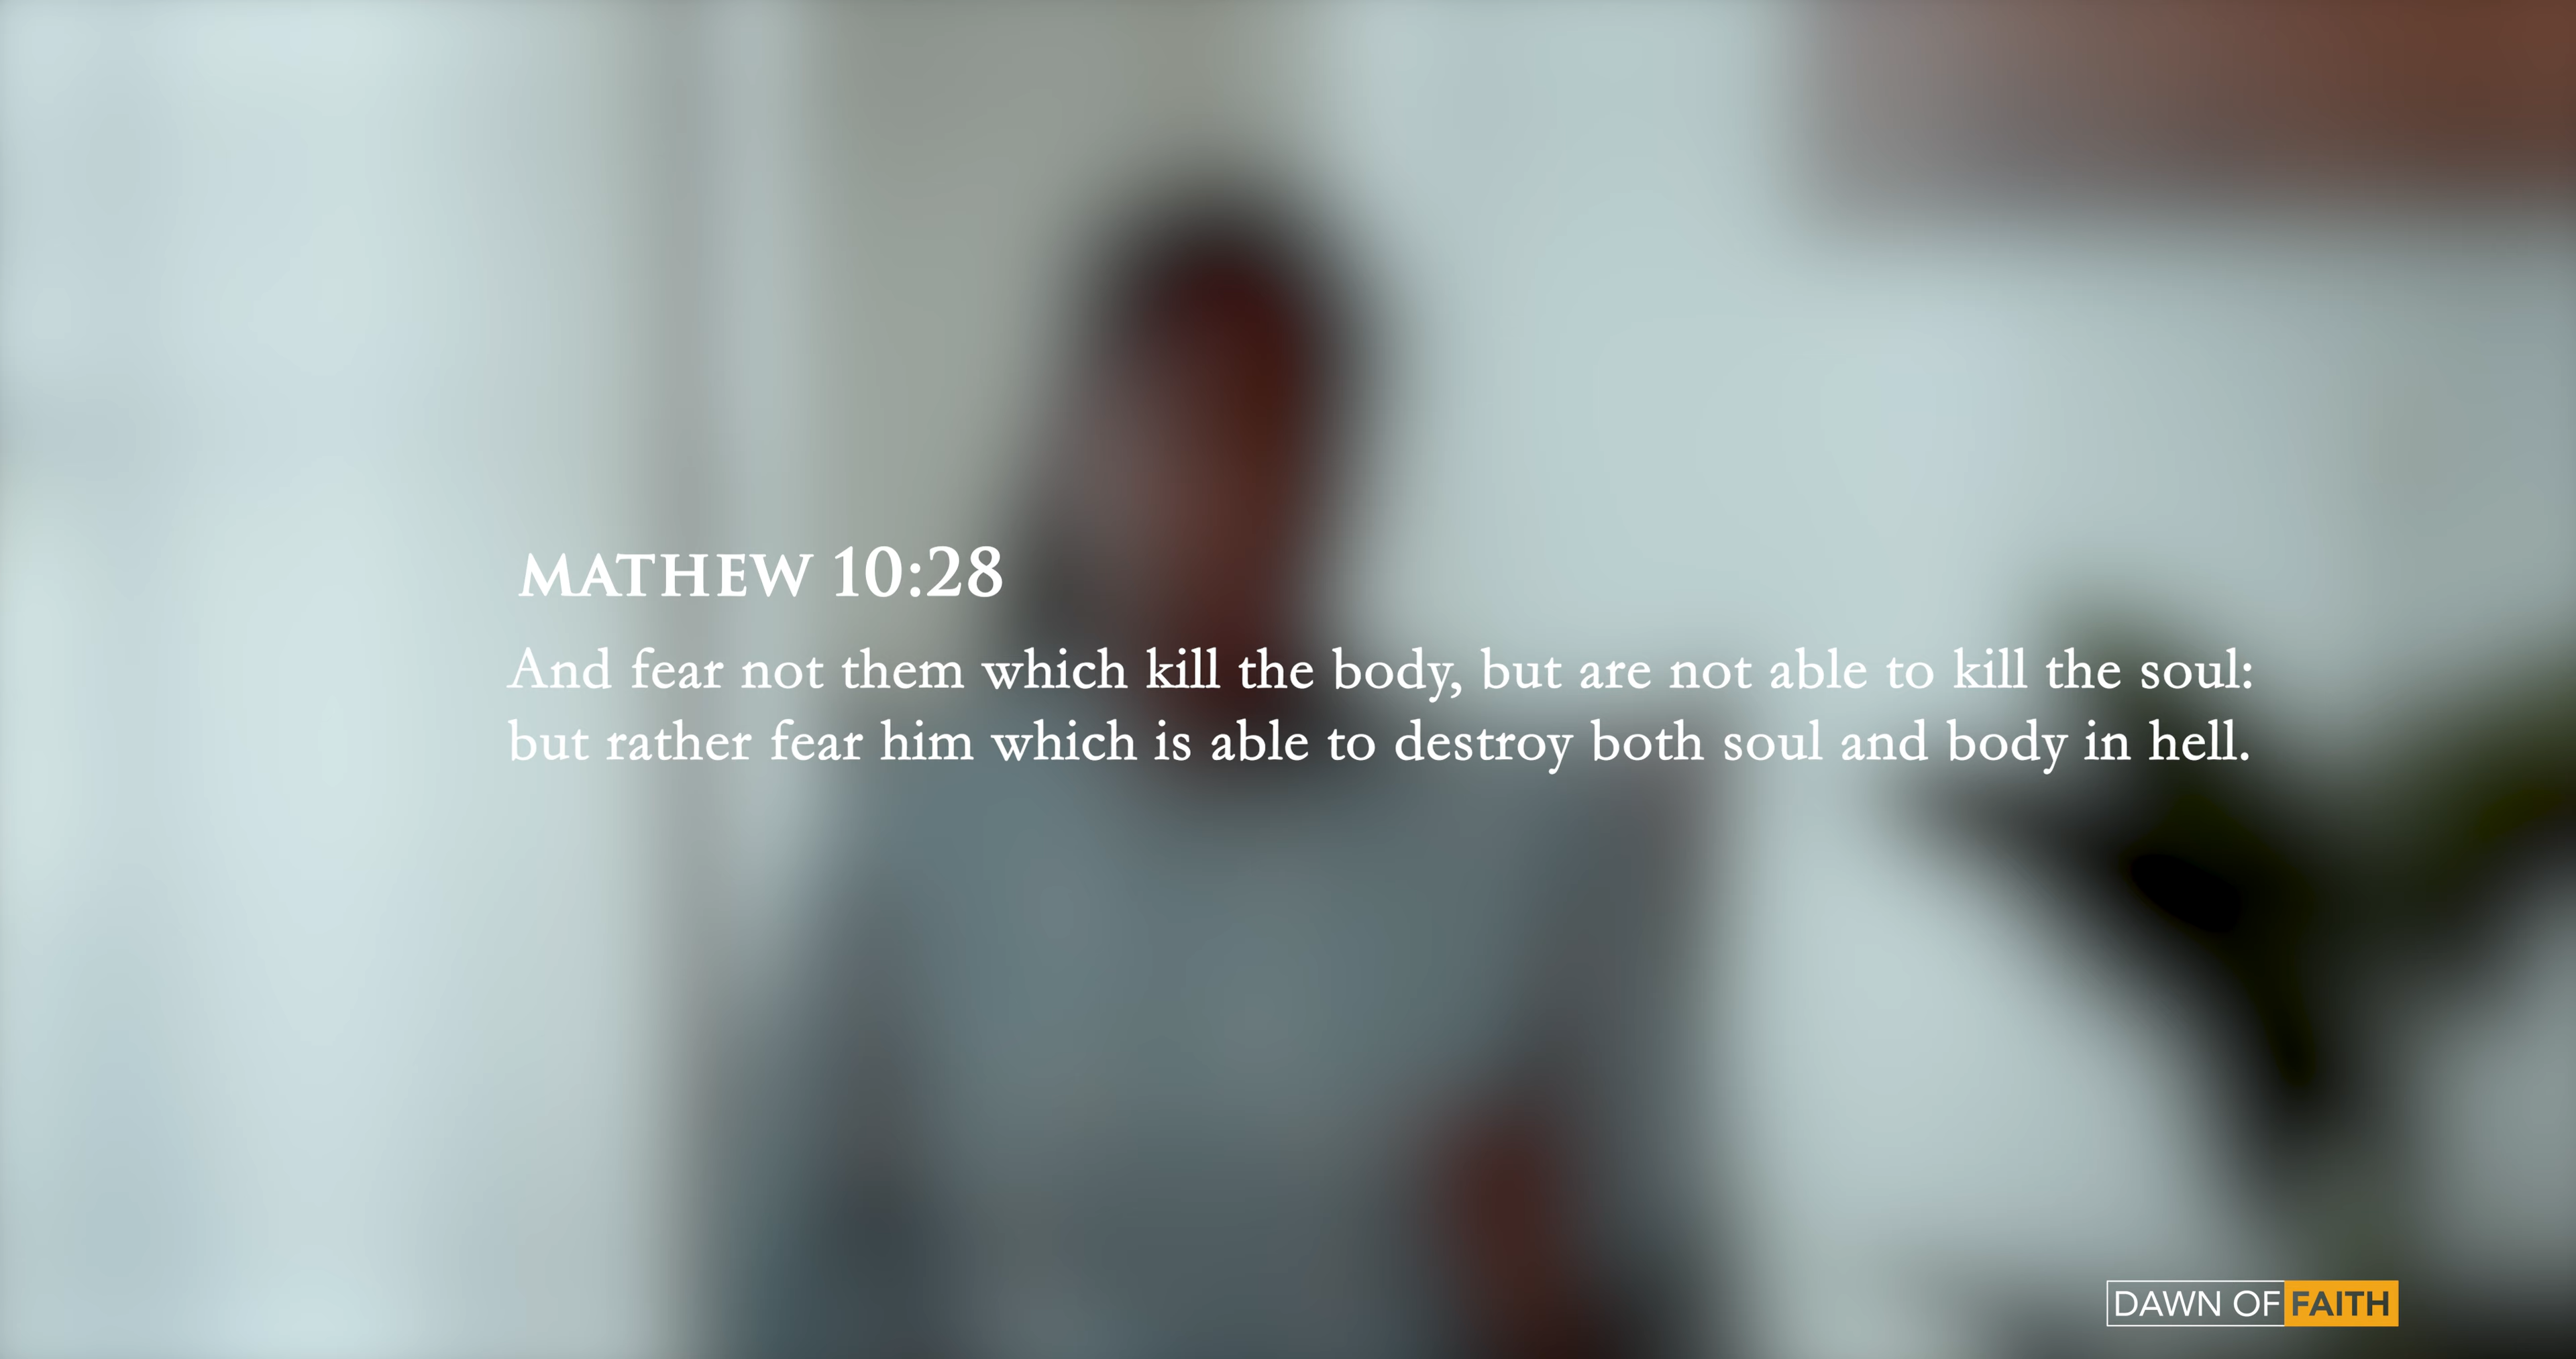 MATHEW 10:28
And fear not them which kill the body, but are not able to kill the soul:
but rather fear him which is able to destroy both soul and body in hell.
DAWN OF FAITH